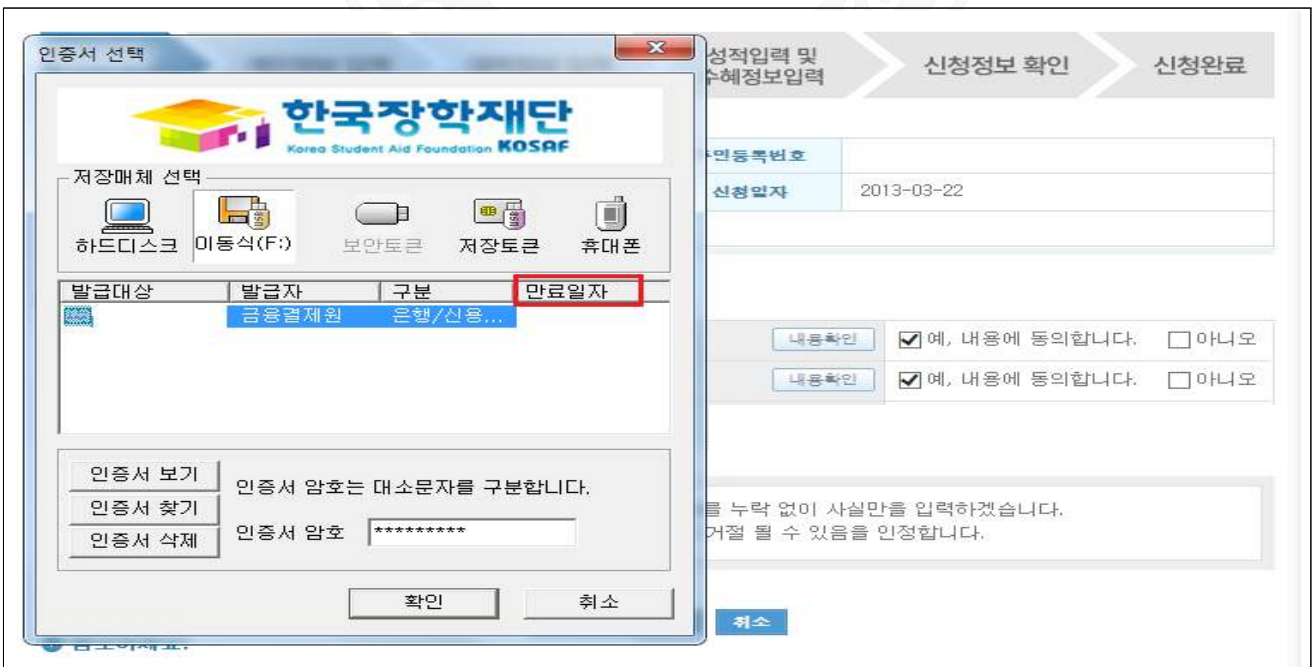 인증서 선택
한국장학재단
Korea Student Aid Foundation KOSAF
저장매체 선택
하드디스크 이동식(F:) 보안토큰 저장토큰 휴대폰
발급대상 발급자 구분 만료일자
금융결제원 은행/신용...
인증서 보기
인증서 찾기
인증서 삭제
인증서 암호는 대소문자를 구분합니다.
인증서 암호 *********
확인 취소
성적입력 및
수혜정보입력
신청정보 확인
신청완료
주민등록번호
신청일자 2013-03-22
내용확인 예, 내용에 동의합니다. 아니오
내용확인 예, 내용에 동의합니다. 아니오
누락 없이 사실만을 입력하겠습니다.
거절 될 수 있음을 인정합니다.
취소